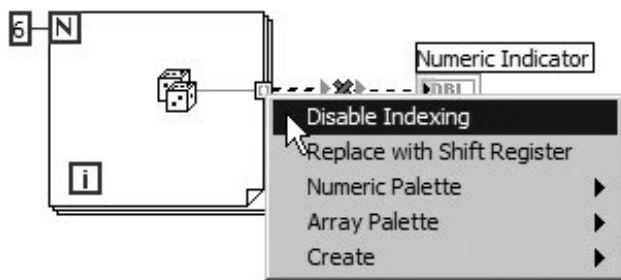 6 N
Numeric Indicator
DBL
i
Disable Indexing
Replace with Shift Register
Numeric Palette
Array Palette
Create